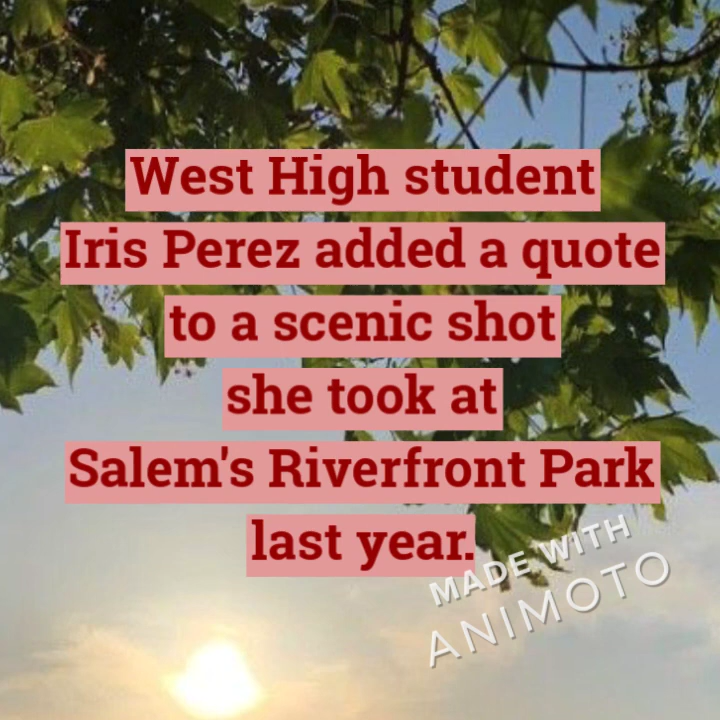 West High student
Iris Perez added a quote
to a scenic shot
she took at
Salem's Riverfront Park
last year.
MADE WITH
ANIMOTO